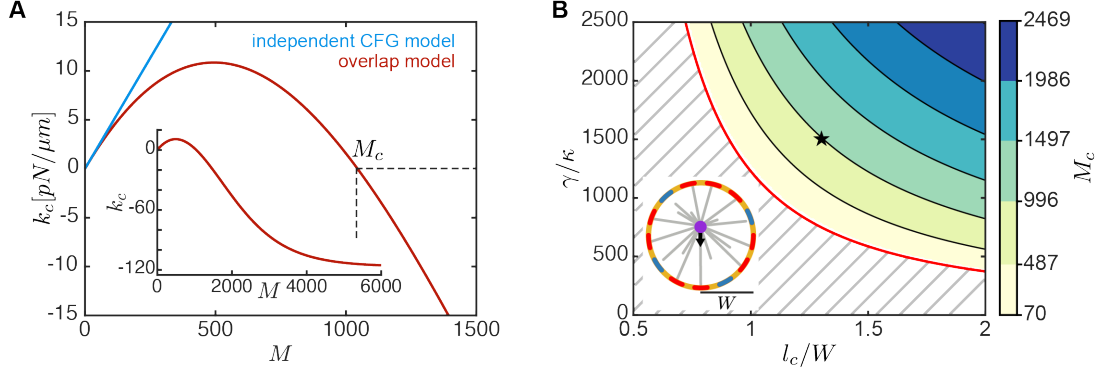 A
15
10
5
0
-5
-10
-15
k_c[pN/μm]
independent CFG model
overlap model
M_c
0
-60
-120
k_c
2000
4000
6000
M
0
500
1000
1500
M
B
2500
2000
1500
1000
500
0
γ/κ
W
0.5
1
1.5
2
l_c/W
2469
1986
1497
996
487
70
M_c